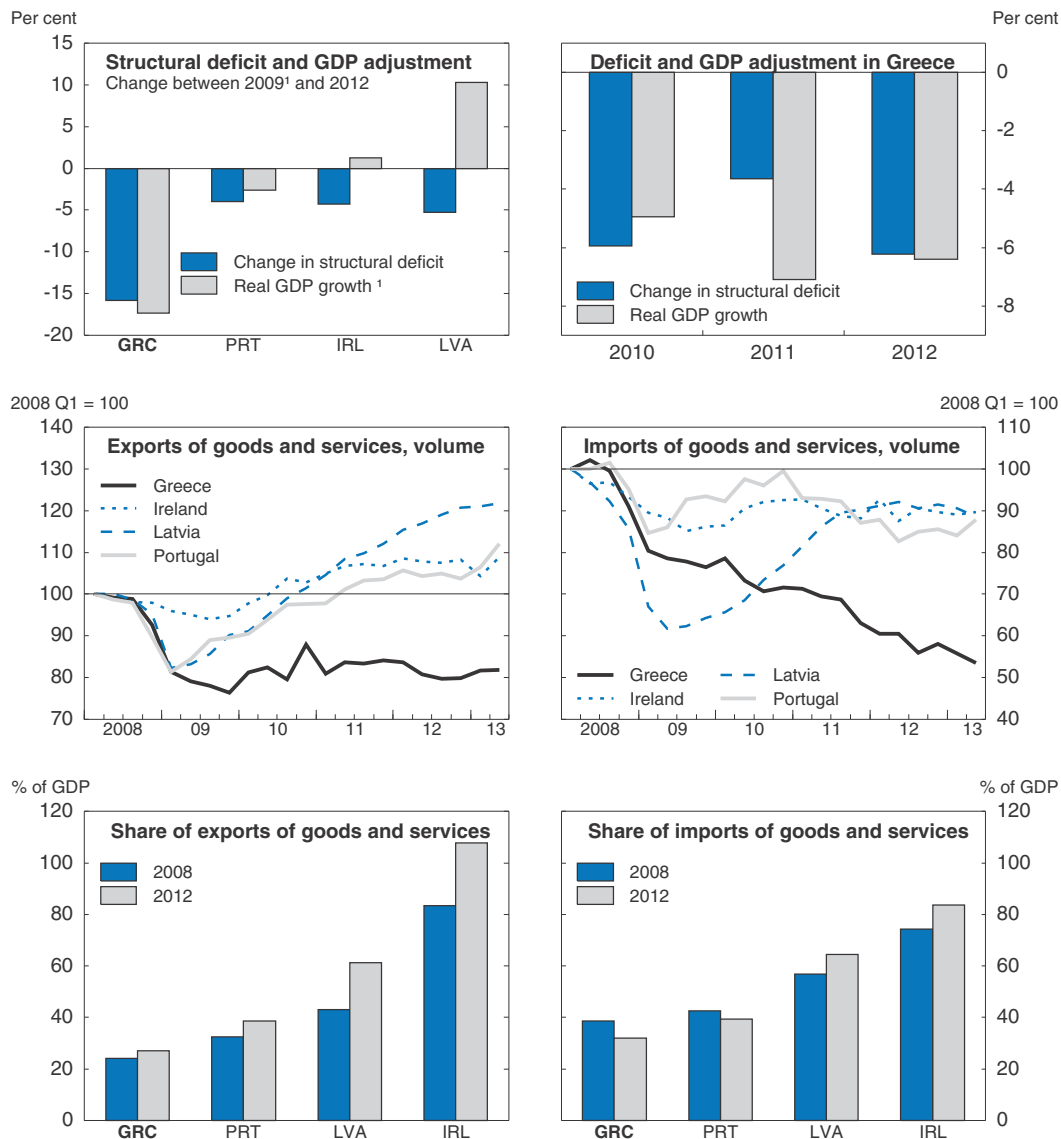 Per cent
15
10
5
0
-5
-10
-15
-20
Structural deficit and GDP adjustment
Change between 2009¹ and 2012
Change in structural deficit
Real GDP growth ¹
GRC PRT IRL LVA
Per cent
0
-2
-4
-6
-8
Deficit and GDP adjustment in Greece
Change in structural deficit
Real GDP growth
2010 2011 2012
2008 Q1 = 100
140
130
120
110
100
90
80
70
Exports of goods and services, volume
Greece
Ireland
Latvia
Portugal
2008 09 10 11 12 13
2008 Q1 = 100
110
100
90
80
70
60
50
40
Imports of goods and services, volume
Greece Latvia
Ireland Portugal
2008 09 10 11 12 13
% of GDP
120
100
80
60
40
20
0
Share of exports of goods and services
2008
2012
GRC PRT LVA IRL
% of GDP
120
100
80
60
40
20
0
Share of imports of goods and services
2008
2012
GRC PRT LVA IRL